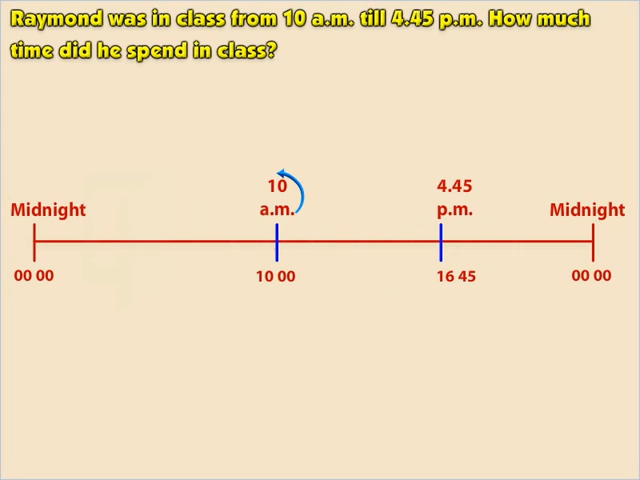 Raymond was in class from 10 a.m. till 4.45 p.m. How much
time did he spend in class?
10 4.45
Midnight a.m. p.m. Midnight
00 00 10 00 16 45 00 00